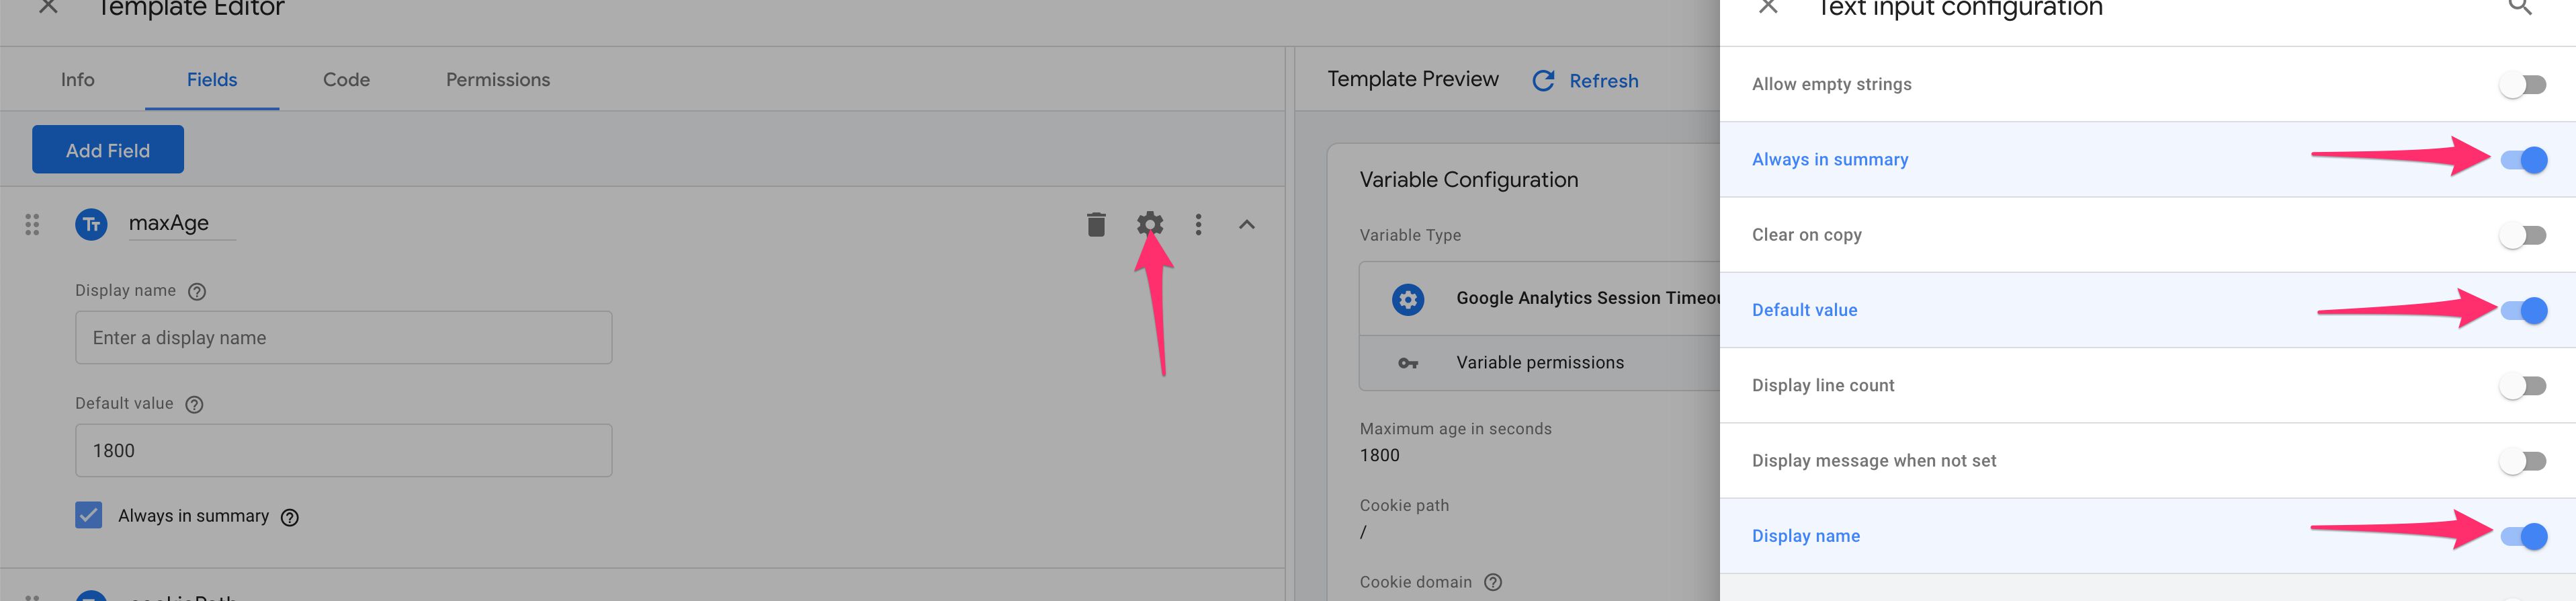 Template Editor
Info
Fields
Code
Permissions
Add Field
Tт
maxAge
Display name
Enter a display name
Default value
1800
Always in summary
Template Preview
Refresh
Variable Configuration
Variable Type
Google Analytics Session Timeou
Variable permissions
Maximum age in seconds
1800
Cookie path
/
Cookie domain
Text input configuration
Allow empty strings
Always in summary
Clear on copy
Default value
Display line count
Display message when not set
Display name